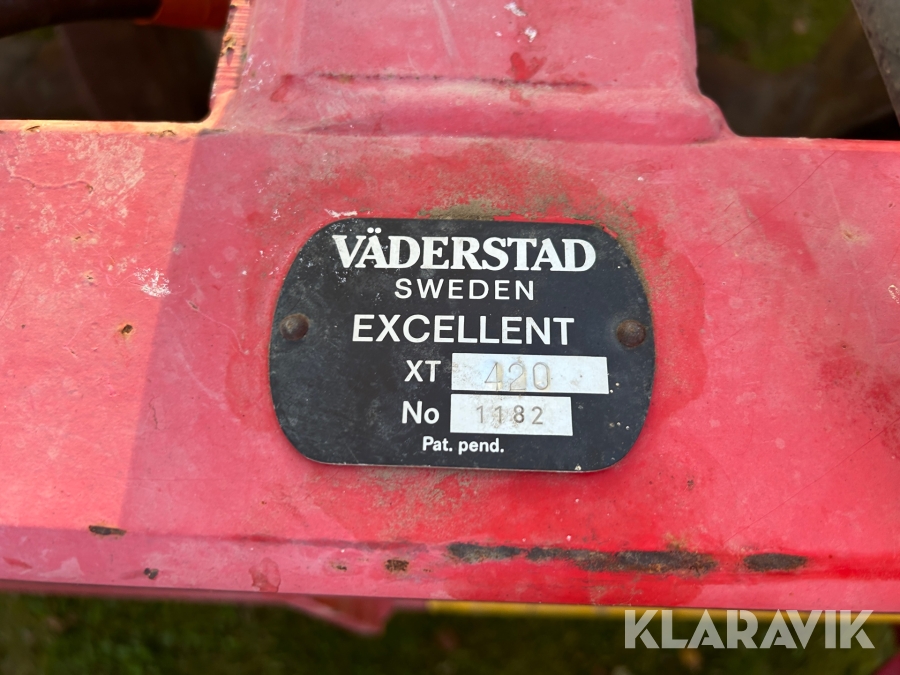 VÄDERSTAD
SWEDEN
EXCELLENT
XT 420
No 1182
Pat. pend.
KLARAVIK